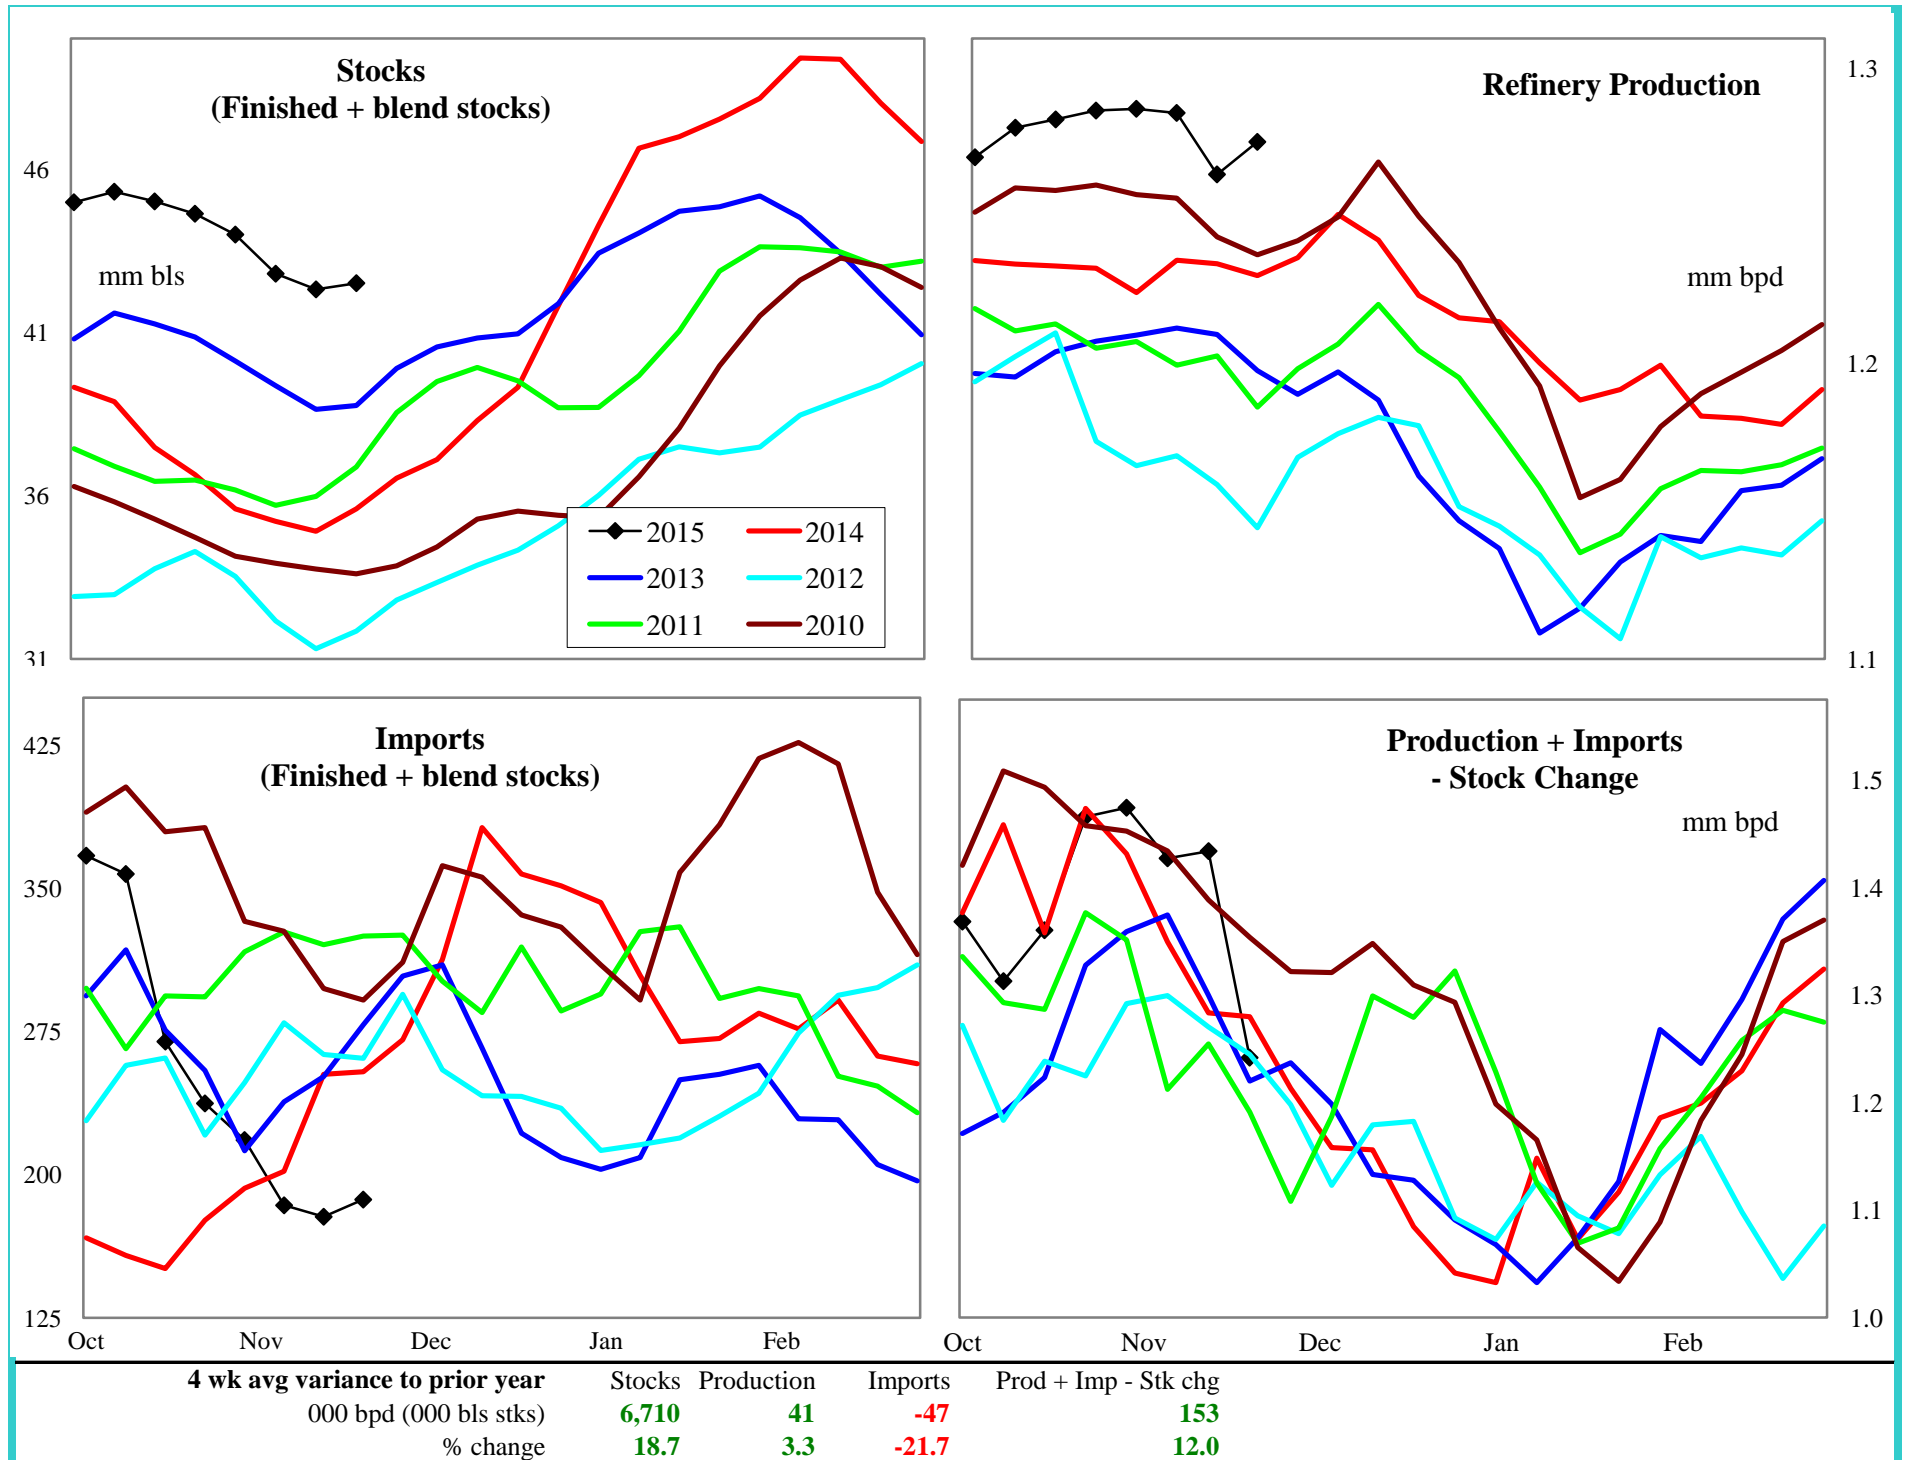 Stocks
(Finished + blend stocks)
46
mm bls
41
36
31
2015 2014
2013 2012
2011 2010
Refinery Production
1.3
mm bpd
1.2
1.1
Imports
(Finished + blend stocks)
425
350
275
200
125
Oct Nov Dec Jan Feb
Production + Imports
- Stock Change
mm bpd
1.5
1.4
1.3
1.2
1.1
1.0
Oct Nov Dec Jan Feb
4 wk avg variance to prior year Stocks Production Imports Prod + Imp - Stk chg
000 bpd (000 bls stks) 6,710 41 -47 153
% change 18.7 3.3 -21.7 12.0